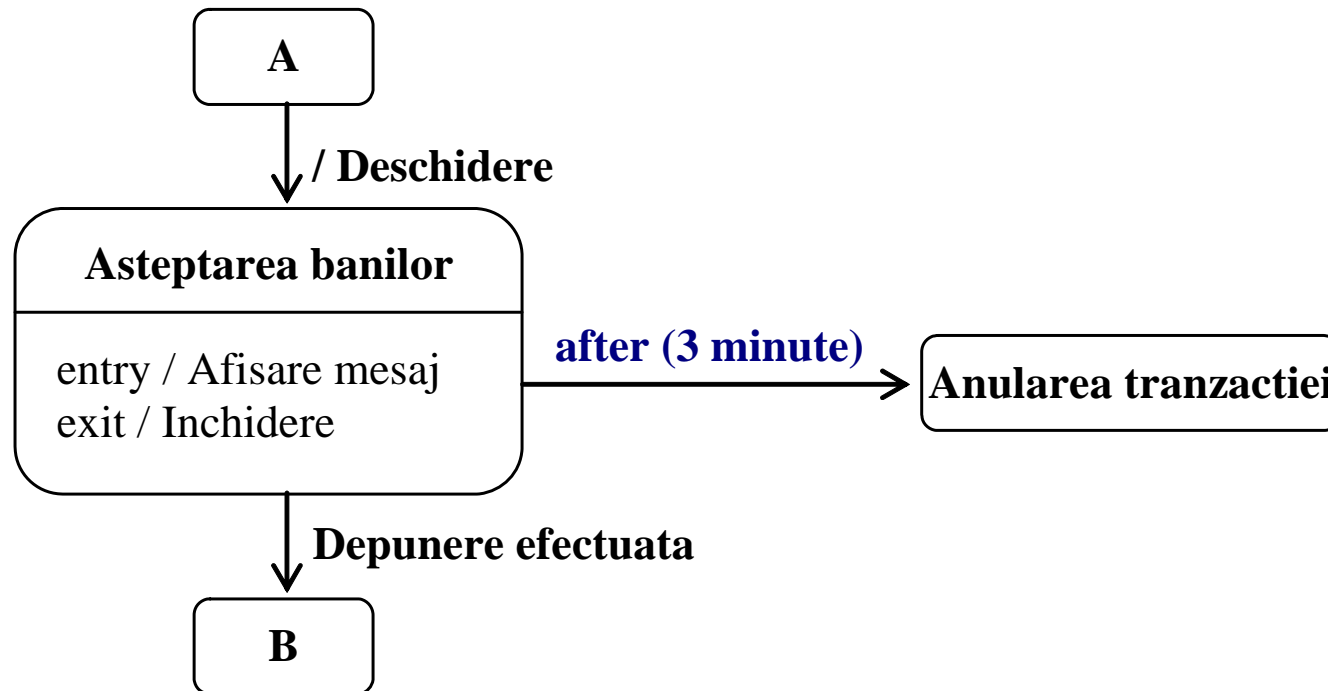 A
/ Deschidere
Asteptarea banilor
entry / Afisare mesaj
exit / Inchidere
after (3 minute)
Anularea tranzactiei
Depunere efectuata
B